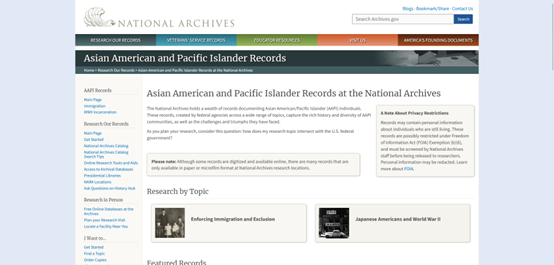 Blogs · Bookmark/Share · Contact Us
NATIONAL ARCHIVES
Search Archives.gov
Search
RESEARCH OUR RECORDS
VETERANS' SERVICE RECORDS
EDUCATOR RESOURCES
VISIT US
AMERICA'S FOUNDING DOCUMENTS
Asian American and Pacific Islander Records
Home > Research Our Records > Asian American and Pacific Islander Records at the National Archives
AAPI Records
Main Page
Immigration
WWII Incarceration
Research Our Records
Main Page
Get Started
National Archives Catalog
National Archives Catalog
Search Tips
Online Research Tools and Aids
Access to Archival Databases
Presidential Libraries
NARA Locations
Ask Questions on History Hub
Research in Person
Free Online Databases at the
Archives
Plan your Research Visit
Locate a Facility Near You
I Want to...
Get Started
Find a Topic
Order Copies
Asian American and Pacific Islander Records at the National Archives
The National Archives holds a wealth of records documenting Asian American/Pacific Islander (AAPI) individuals.
These records, created by federal agencies across a wide range of topics, capture the rich history and diversity of AAPI
communities, as well as the challenges and triumphs they have faced.
As you plan your research, consider this question: how does my research topic intersect with the U.S. federal
government?
Please note: Although some records are digitized and available online, there are many records that are
only available in paper or microfilm format at National Archives research locations.
A Note About Privacy Restrictions
Records may contain personal information
about individuals who are still living. These
records are possibly restricted under Freedom
of Information Act (FOIA) Exemption (b)(6),
and must be screened by National Archives
staff before being released to researchers.
Personal information may be redacted. Learn
more about FOIA.
Research by Topic
Enforcing Immigration and Exclusion
Japanese Americans and World War II
Featured Records